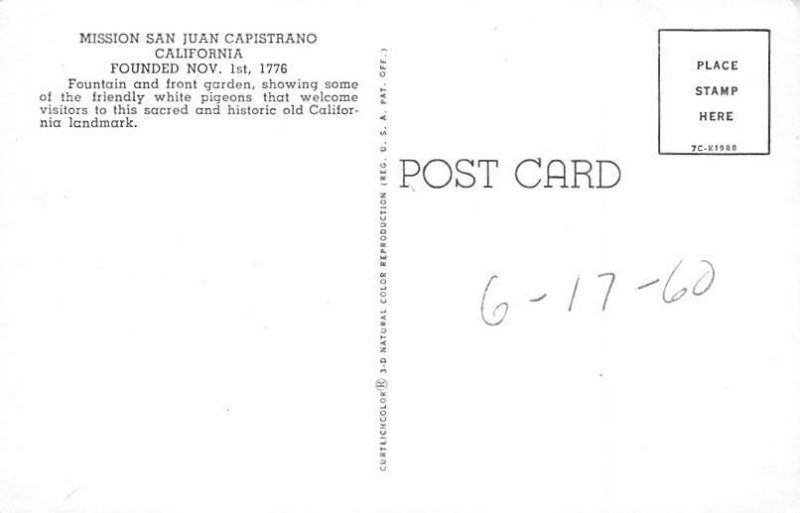 MISSION SAN JUAN CAPISTRANO
CALIFORNIA
FOUNDED NOV. 1st, 1776
Fountain and front garden, showing some
of the friendly white pigeons that welcome
visitors to this sacred and historic old Califor-
nia landmark.
CURTEICHCOLOR® 3-D NATURAL COLOR REPRODUCTION (REG. U. S. A. PAT. OFF.)
POST CARD
PLACE
STAMP
HERE
7C-K1988
6-17-60